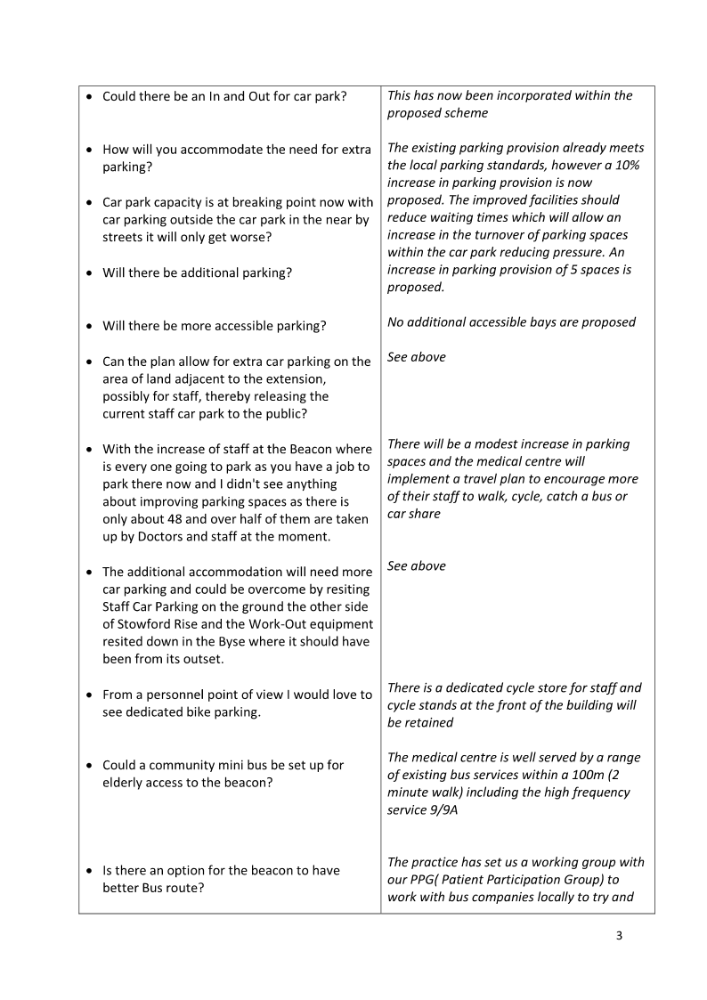 • Could there be an In and Out for car park?
This has now been incorporated within the
proposed scheme
• How will you accommodate the need for extra
parking?
• Car park capacity is at breaking point now with
car parking outside the car park in the near by
streets it will only get worse?
• Will there be additional parking?
The existing parking provision already meets
the local parking standards, however a 10%
increase in parking provision is now
proposed. The improved facilities should
reduce waiting times which will allow an
increase in the turnover of parking spaces
within the car park reducing pressure. An
increase in parking provision of 5 spaces is
proposed.
• Will there be more accessible parking?
No additional accessible bays are proposed
• Can the plan allow for extra car parking on the
area of land adjacent to the extension,
possibly for staff, thereby releasing the
current staff car park to the public?
See above
• With the increase of staff at the Beacon where
is every one going to park as you have a job to
park there now and I didn't see anything
about improving parking spaces as there is
only about 48 and over half of them are taken
up by Doctors and staff at the moment.
There will be a modest increase in parking
spaces and the medical centre will
implement a travel plan to encourage more
of their staff to walk, cycle, catch a bus or
car share
• The additional accommodation will need more
car parking and could be overcome by resiting
Staff Car Parking on the ground the other side
of Stowford Rise and the Work-Out equipment
resited down in the Byse where it should have
been from its outset.
See above
• From a personnel point of view I would love to
see dedicated bike parking.
There is a dedicated cycle store for staff and
cycle stands at the front of the building will
be retained
• Could a community mini bus be set up for
elderly access to the beacon?
The medical centre is well served by a range
of existing bus services within a 100m (2
minute walk) including the high frequency
service 9/9A
• Is there an option for the beacon to have
better Bus route?
The practice has set us a working group with
our PPG( Patient Participation Group) to
work with bus companies locally to try and
3